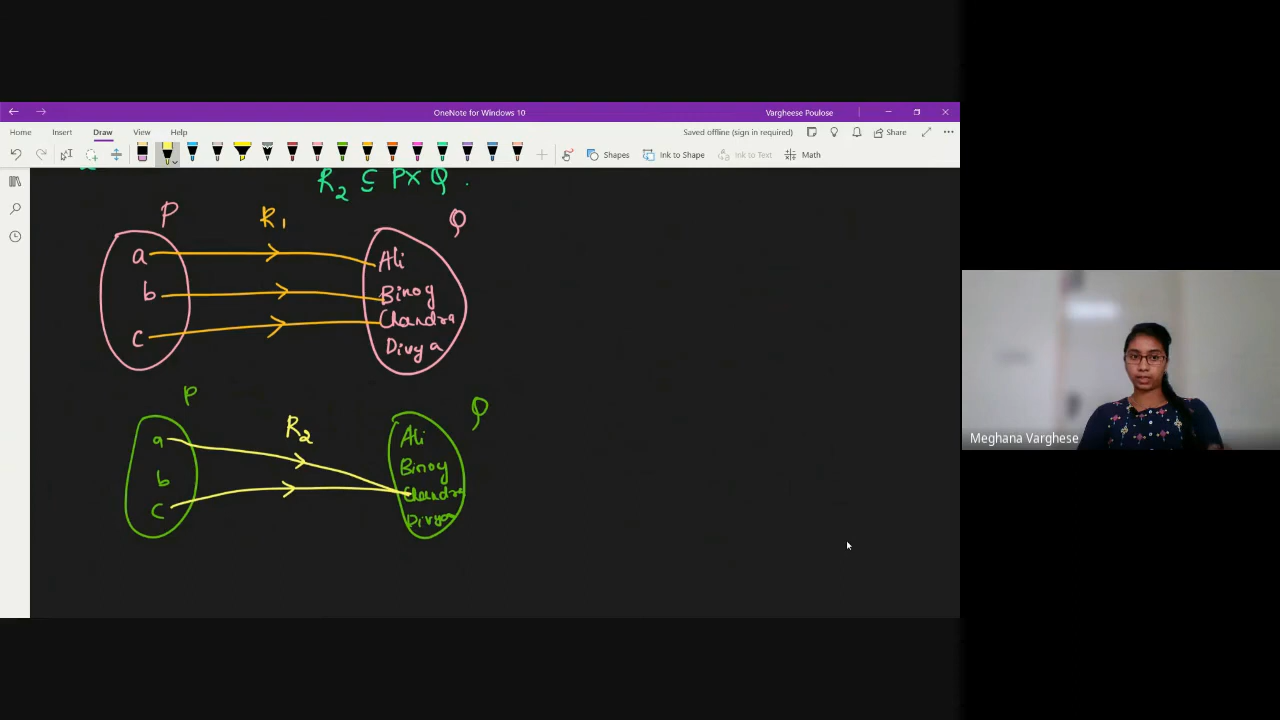 OneNote for Windows 10
Vargheese Poulose
Home Insert Draw View Help
Saved offline (sign in required) Share
Shapes Ink to Shape Ink to Text Math
R2 ⊆ P×Q .
P R1 Q
a Ali
b Binoy
c Chandra
Divya
P R2 Q
a Ali
b Binoy
c Chandra
Divya
Meghana Varghese